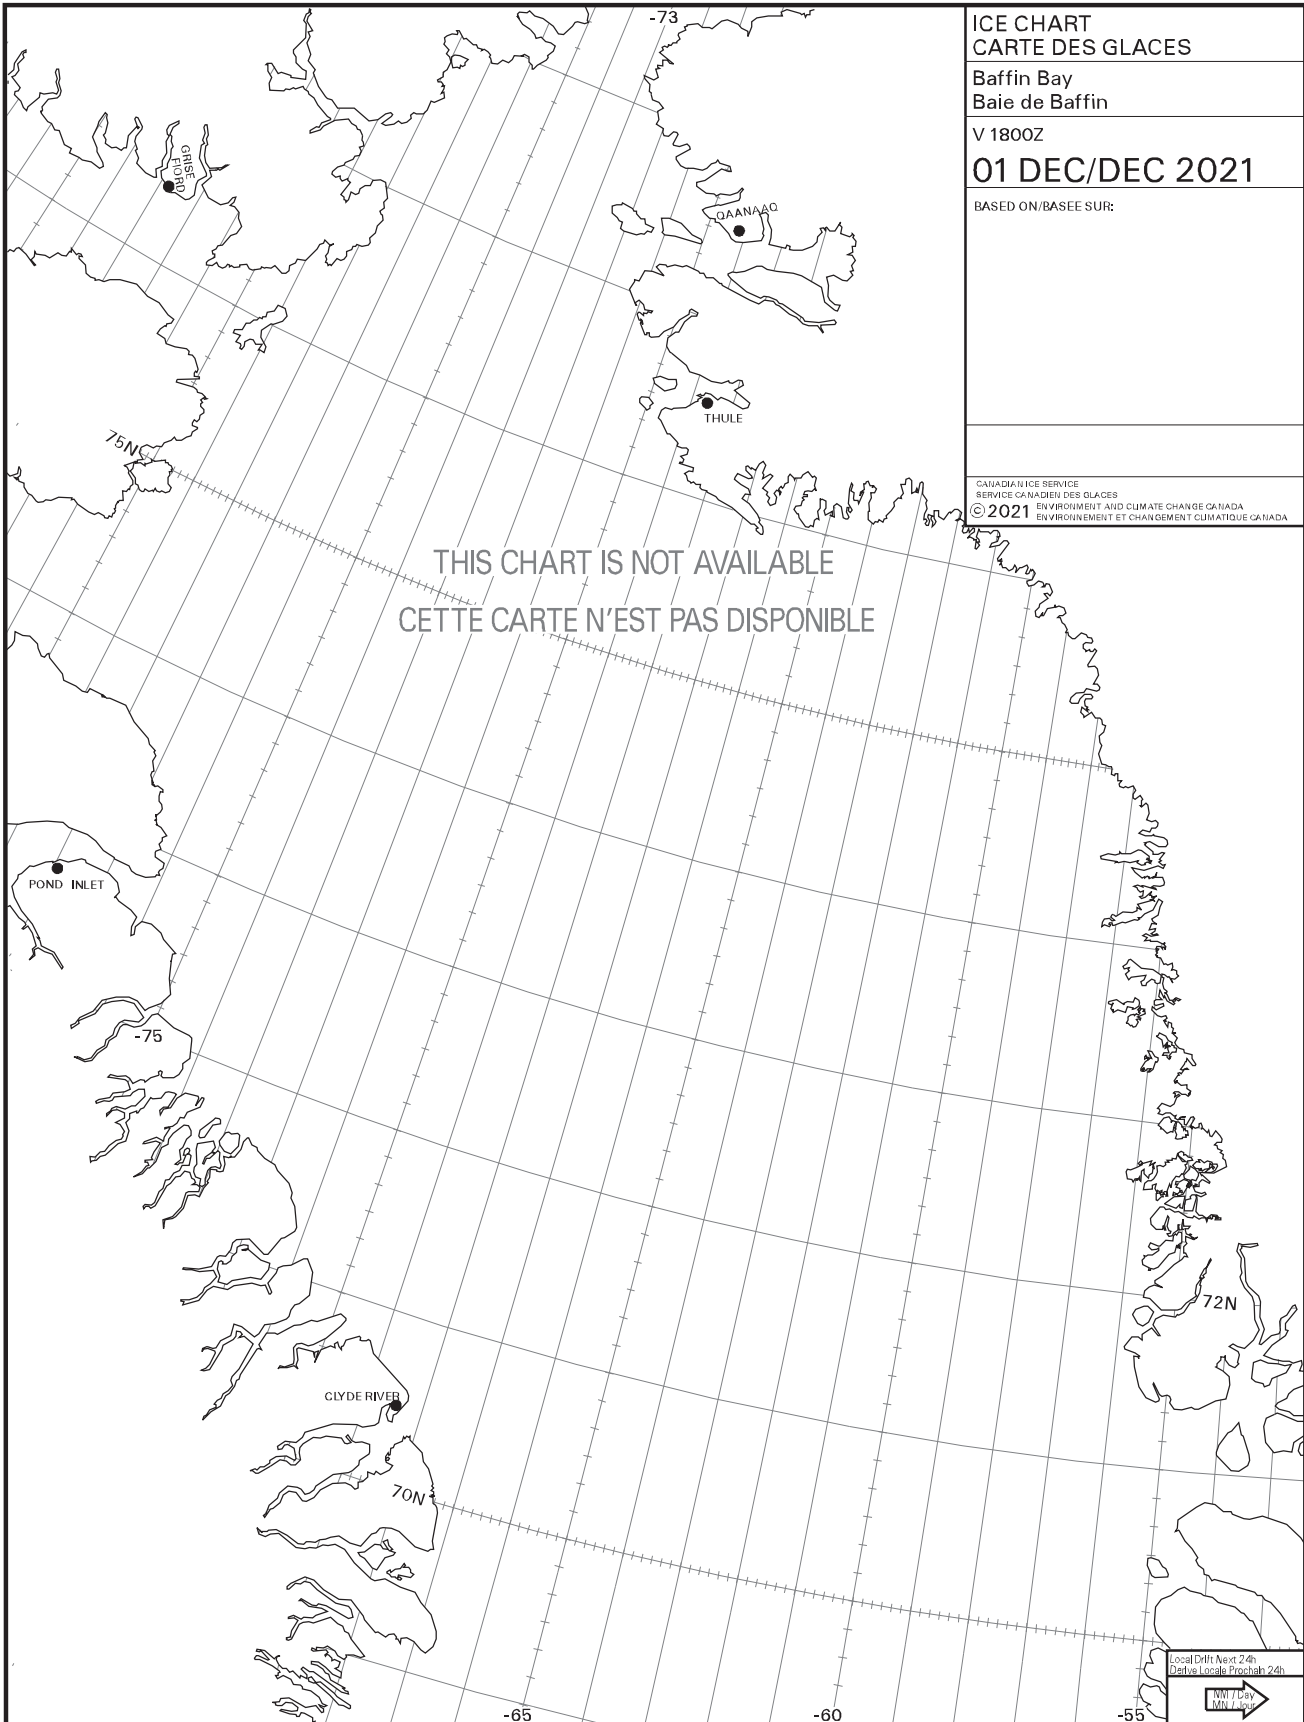 -73
ICE CHART
CARTE DES GLACES
Baffin Bay
Baie de Baffin
V 1800Z
01 DEC/DEC 2021
BASED ON/BASEE SUR:
CANADIAN ICE SERVICE
SERVICE CANADIEN DES GLACES
© 2021 ENVIRONMENT AND CLIMATE CHANGE CANADA
ENVIRONNEMENT ET CHANGEMENT CLIMATIQUE CANADA
GRISE
FIORD
QAANAAQ
THULE
75N
THIS CHART IS NOT AVAILABLE
CETTE CARTE N'EST PAS DISPONIBLE
POND INLET
-75
72N
CLYDE RIVER
70N
Local Drift Next 24h
Derive Locale Prochain 24h
NM / Day
MN / Jour
-65
-60
-55